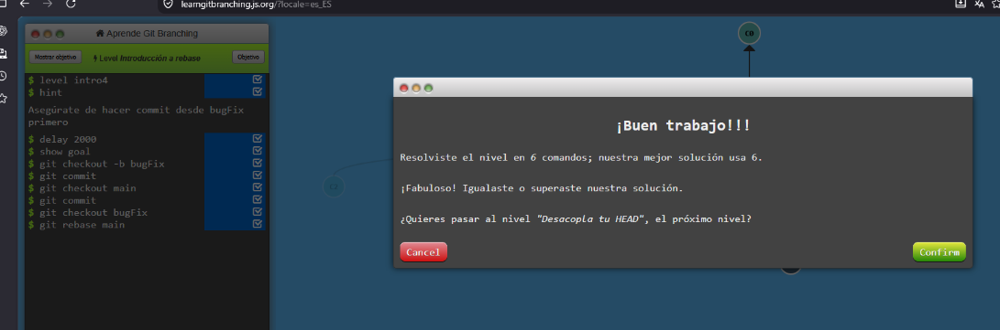 learngitbranching.js.org/?locale=es_ES
Aprende Git Branching
Mostrar objetivo
Level Introducción a rebase
Objetivo
$ level intro4
$ hint
Asegúrate de hacer commit desde bugFix
primero
$ delay 2000
$ show goal
$ git checkout -b bugFix
$ git commit
$ git checkout main
$ git commit
$ git checkout bugFix
$ git rebase main
C0
¡Buen trabajo!!!
Resolviste el nivel en 6 comandos; nuestra mejor solución usa 6.
¡Fabuloso! Igualaste o superaste nuestra solución.
¿Quieres pasar al nivel "Desacopla tu HEAD", el próximo nivel?
Cancel
Confirm